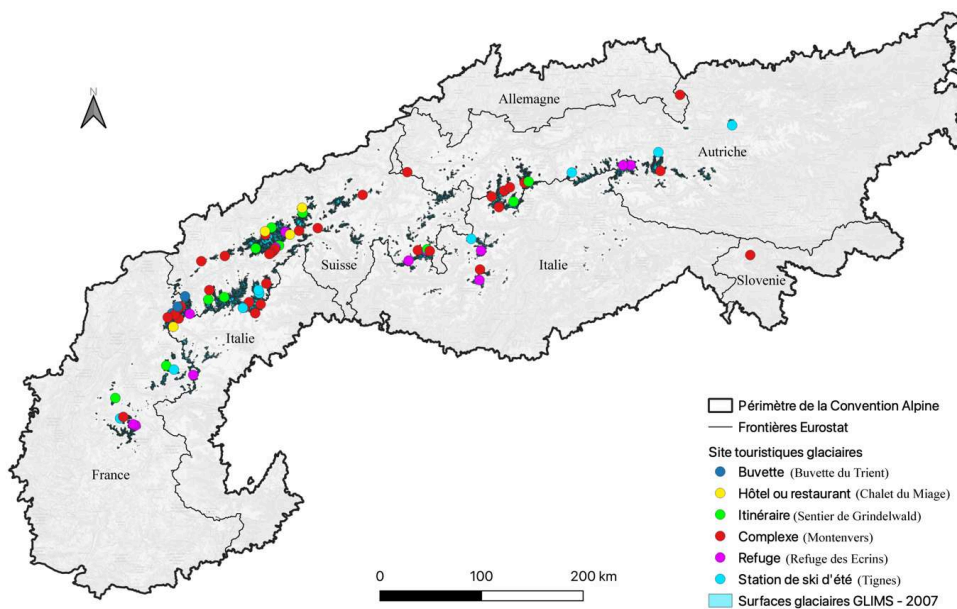 N
Allemagne
Autriche
Suisse
Italie
Slovenie
Italie
France
Périmètre de la Convention Alpine
Frontières Eurostat
Site touristiques glaciaires
Buvette (Buvette du Trient)
Hôtel ou restaurant (Chalet du Miage)
Itinéraire (Sentier de Grindelwald)
Complexe (Montenvers)
Refuge (Refuge des Ecrins)
Station de ski d'été (Tignes)
Surfaces glaciaires GLIMS - 2007
0 100 200 km